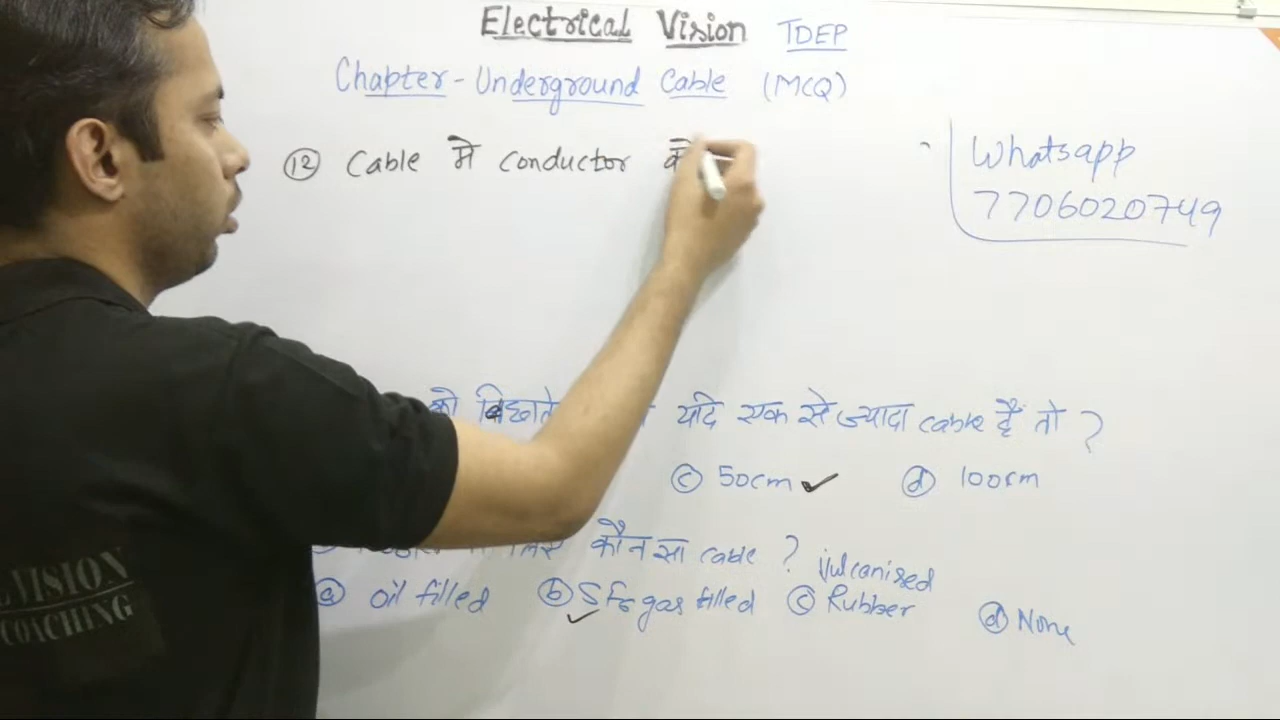 Electrical Vision TDEP
Chapter - Underground Cable (MCQ)
Whatsapp
7706020749
12 Cable मे conductor के
को बिछाते यदि एक से ज्यादा cable हैं तो ?
c 50cm ✓ d 100cm
लिए कौन सा cable ?
a oil filled b SF6 gas filled ✓ c Vulcanised Rubber d None
VISION
COACHING